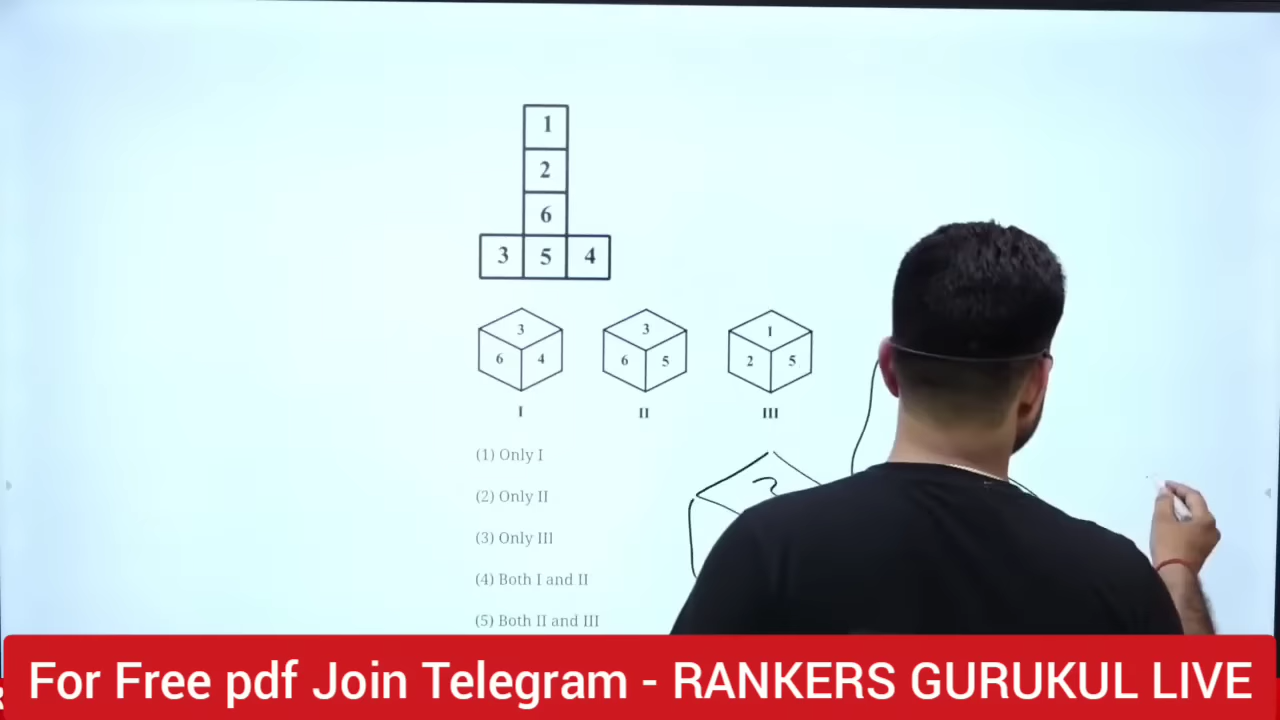 1
2
6
3 5 4
3 3 1
6 4 6 5 2 5
I II III
(1) Only I
(2) Only II
(3) Only III
(4) Both I and II
(5) Both II and III
For Free pdf Join Telegram - RANKERS GURUKUL LIVE